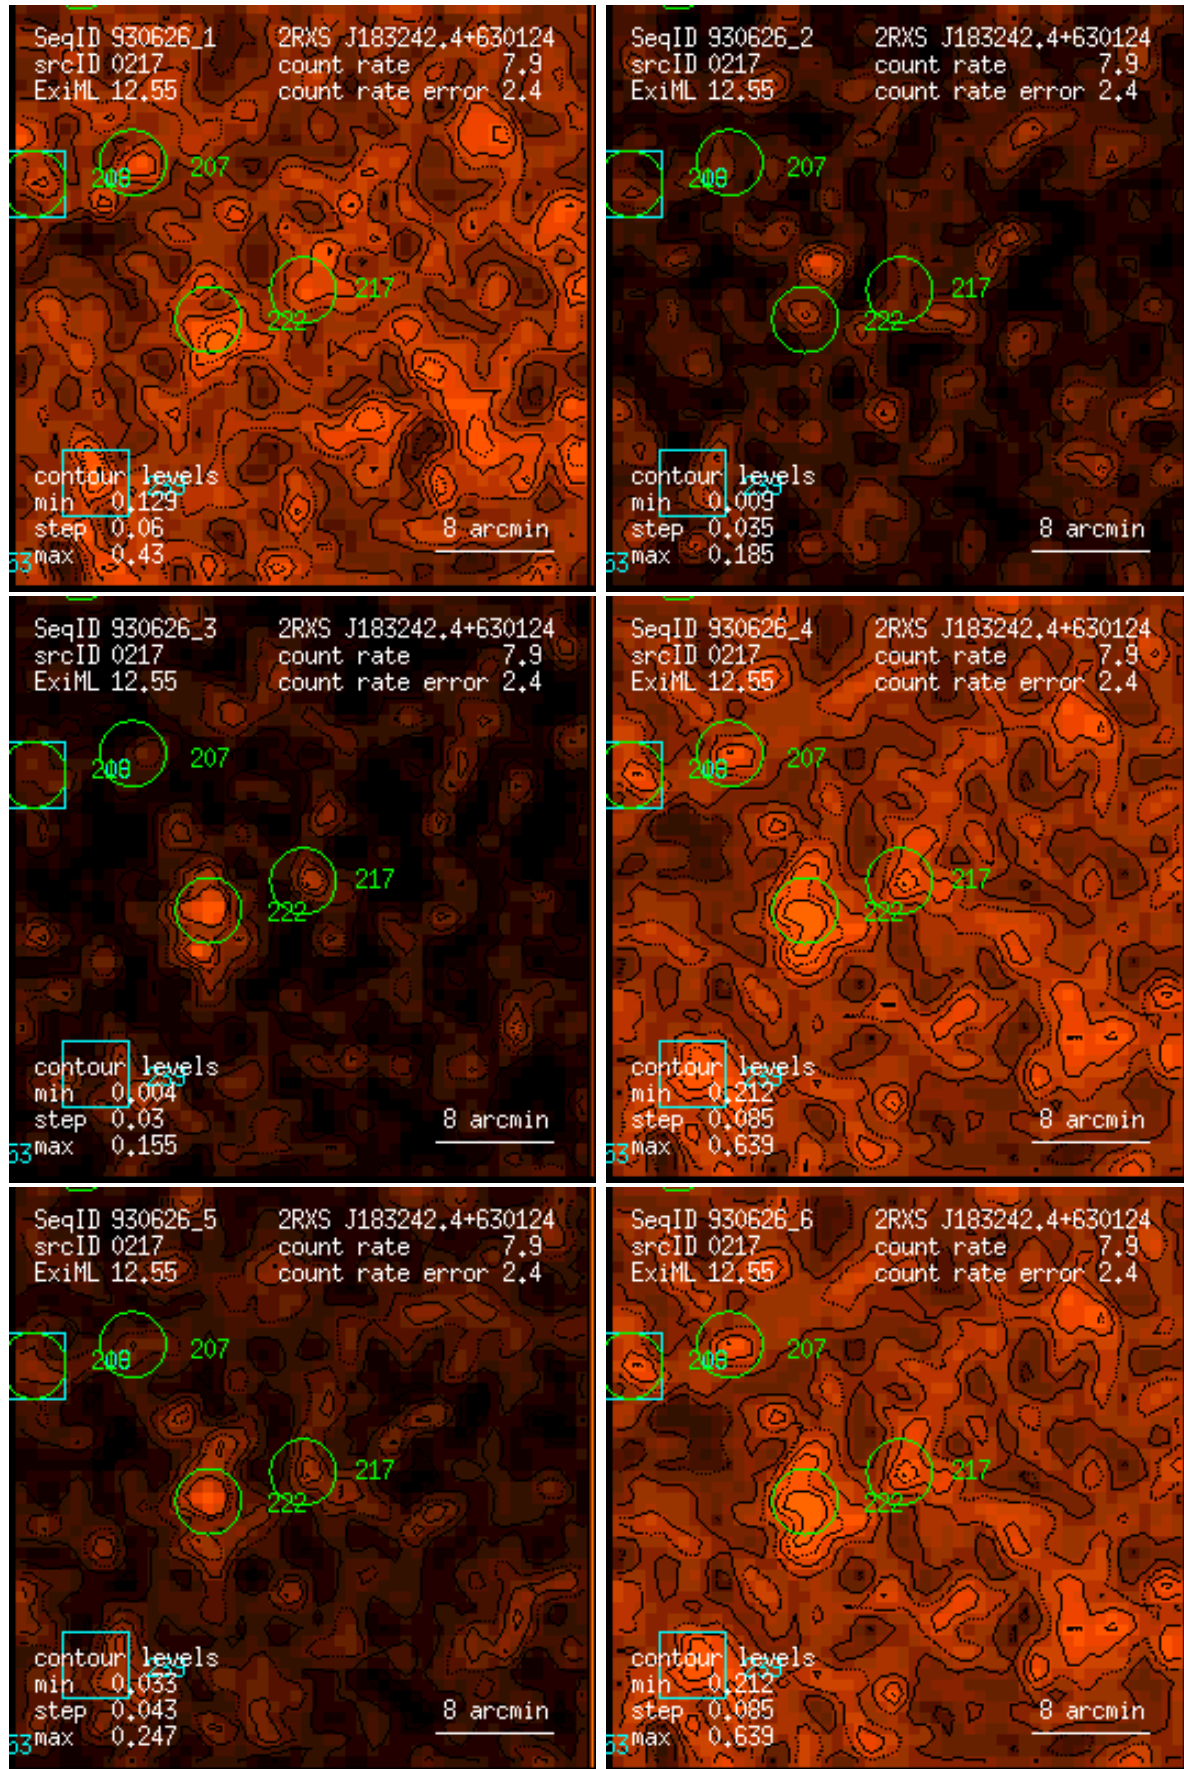 SeqID 930626_1 2RXS J183242.4+630124
srcID 0217 count rate 7.9
ExiML 12.55 count rate error 2.4
207
217
222
contour levels
min 0.129
step 0.06 8 arcmin
53 max 0.43
SeqID 930626_2 2RXS J183242.4+630124
srcID 0217 count rate 7.9
ExiML 12.55 count rate error 2.4
207
217
222
contour levels
min 0.009
step 0.035 8 arcmin
53 max 0.185
SeqID 930626_3 2RXS J183242.4+630124
srcID 0217 count rate 7.9
ExiML 12.55 count rate error 2.4
207
217
222
contour levels
min 0.004
step 0.03 8 arcmin
53 max 0.155
SeqID 930626_4 2RXS J183242.4+630124
srcID 0217 count rate 7.9
ExiML 12.55 count rate error 2.4
207
217
222
contour levels
min 0.212
step 0.085 8 arcmin
53 max 0.639
SeqID 930626_5 2RXS J183242.4+630124
srcID 0217 count rate 7.9
ExiML 12.55 count rate error 2.4
207
217
222
contour levels
min 0.033
step 0.043 8 arcmin
53 max 0.247
SeqID 930626_6 2RXS J183242.4+630124
srcID 0217 count rate 7.9
ExiML 12.55 count rate error 2.4
207
217
222
contour levels
min 0.212
step 0.085 8 arcmin
53 max 0.639